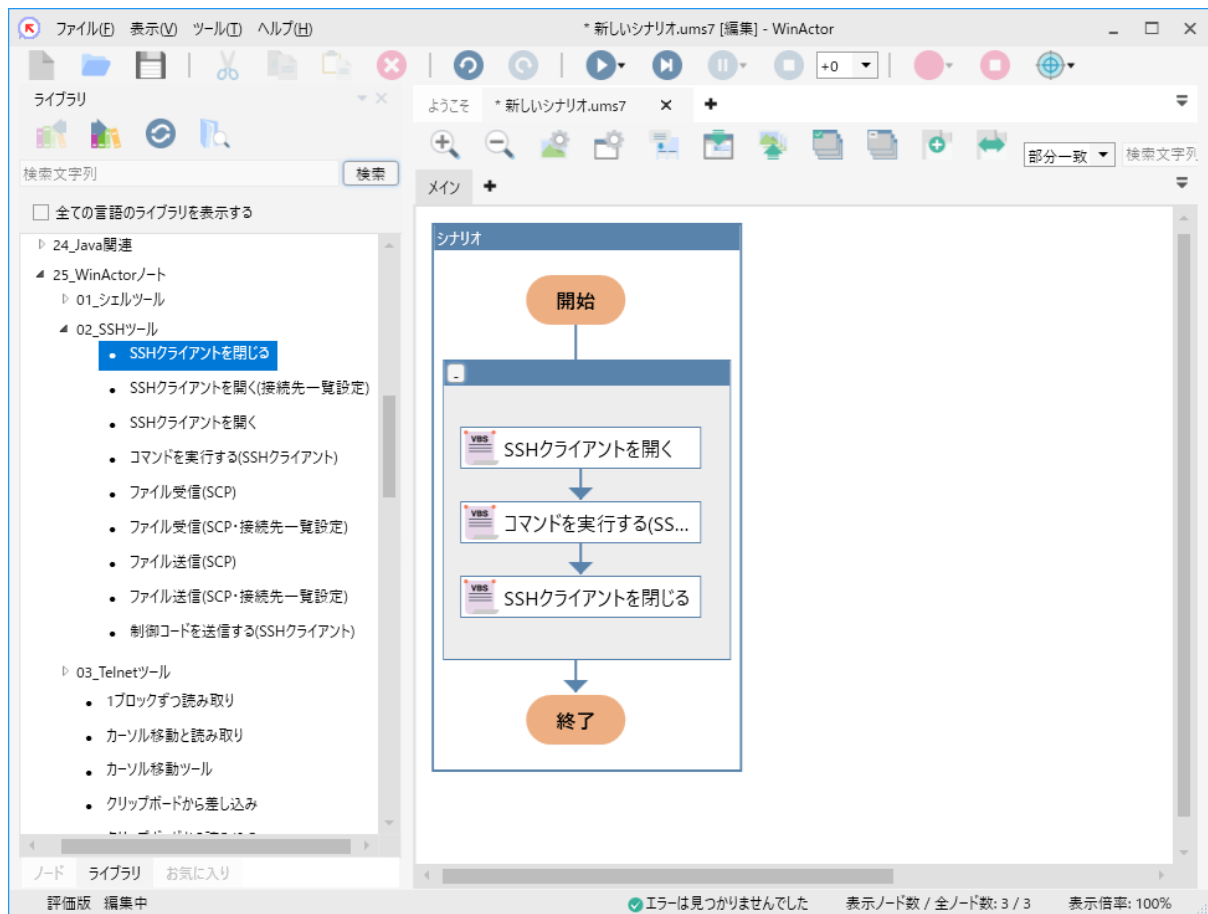 ファイル(F) 表示(V) ツール(T) ヘルプ(H) * 新しいシナリオ.ums7 [編集] - WinActor
+0
ライブラリ
検索文字列 検索
全ての言語のライブラリを表示する
24_Java関連
25_WinActorノート
01_シェルツール
02_SSHツール
SSHクライアントを閉じる
SSHクライアントを開く(接続先一覧設定)
SSHクライアントを開く
コマンドを実行する(SSHクライアント)
ファイル受信(SCP)
ファイル受信(SCP・接続先一覧設定)
ファイル送信(SCP)
ファイル送信(SCP・接続先一覧設定)
制御コードを送信する(SSHクライアント)
03_Telnetツール
1ブロックずつ読み取り
カーソル移動と読み取り
カーソル移動ツール
クリップボードから差し込み
ノード ライブラリ お気に入り
ようこそ * 新しいシナリオ.ums7
部分一致 検索文字列
メイン
シナリオ
開始
VBS SSHクライアントを開く
VBS コマンドを実行する(SS...
VBS SSHクライアントを閉じる
終了
評価版 編集中 エラーは見つかりませんでした 表示ノード数 / 全ノード数: 3 / 3 表示倍率: 100%